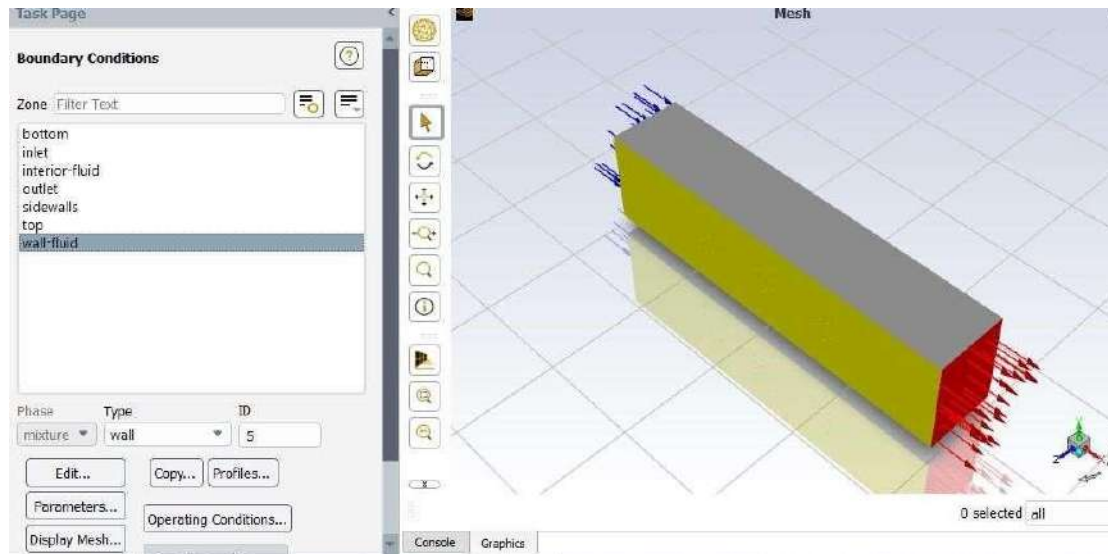 Task Page
<
Mesh
Boundary Conditions
?
Zone Filter Text
bottom
inlet
interior-fluid
outlet
sidewalls
top
wall-fluid
Phase Type ID
mixture wall 5
Edit... Copy... Profiles...
Parameters...
Operating Conditions...
Display Mesh...
0 selected all
Console Graphics